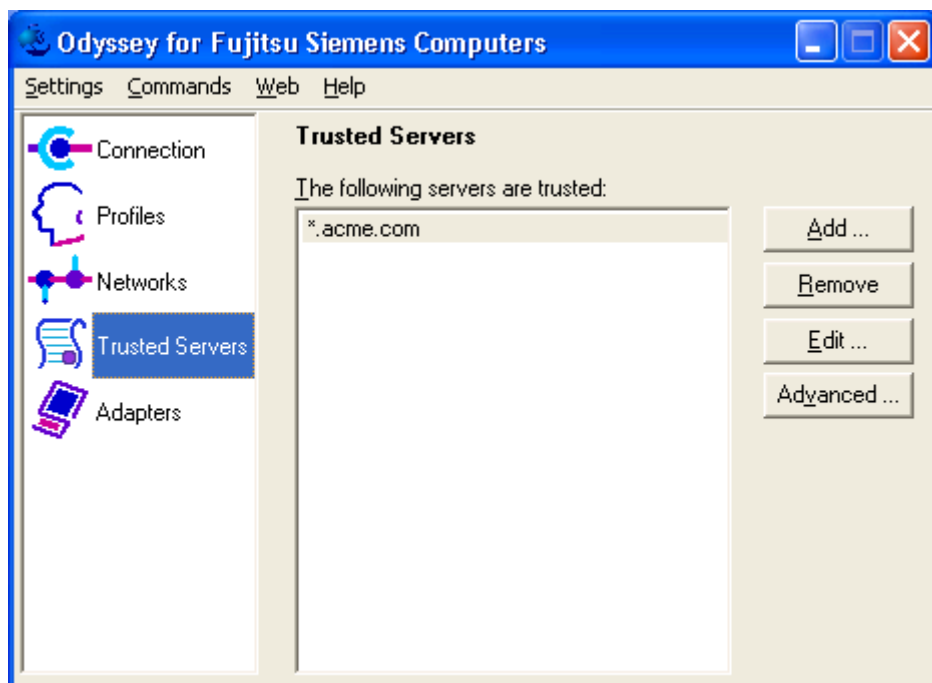 Odyssey for Fujitsu Siemens Computers
Settings Commands Web Help
Connection
Profiles
Networks
Trusted Servers
Adapters
Trusted Servers
The following servers are trusted:
*.acme.com
Add ...
Remove
Edit ...
Advanced ...